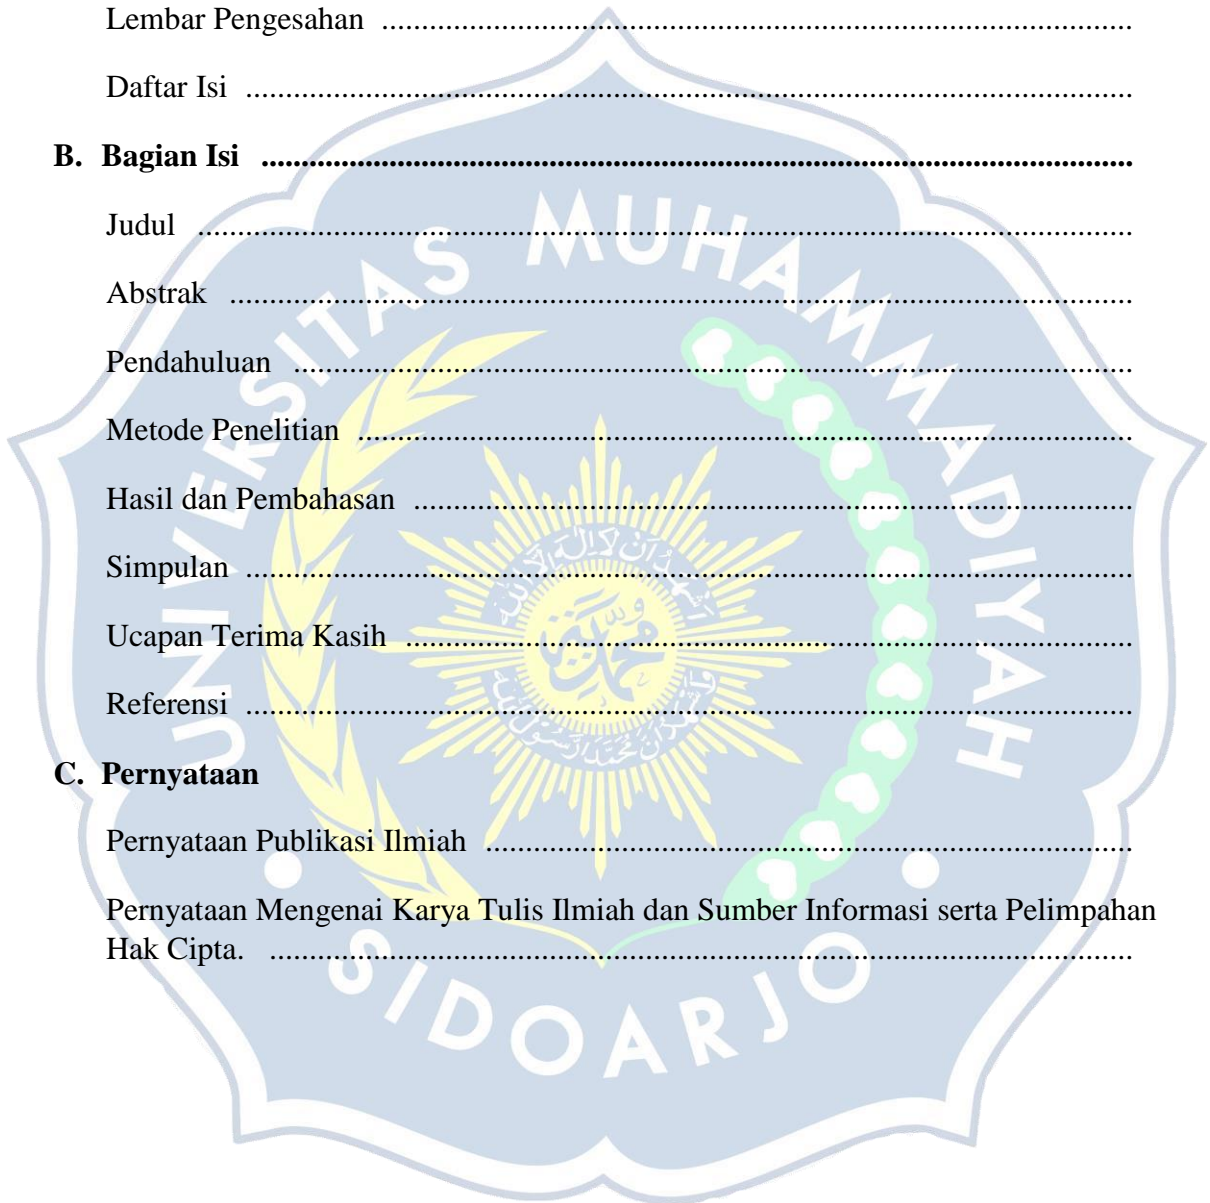 Lembar Pengesahan ................................................................................................
Daftar Isi ..................................................................................................................
B. Bagian Isi ................................................................................................................
Judul ........................................................................................................................
Abstrak ....................................................................................................................
Pendahuluan ............................................................................................................
Metode Penelitian ...................................................................................................
Hasil dan Pembahasan ............................................................................................
Simpulan ..................................................................................................................
Ucapan Terima Kasih .............................................................................................
Referensi ..................................................................................................................
C. Pernyataan
Pernyataan Publikasi Ilmiah ...................................................................................
Pernyataan Mengenai Karya Tulis Ilmiah dan Sumber Informasi serta Pelimpahan
Hak Cipta. ...............................................................................................................
UNIVERSITAS MUHAMMADIYAH
SIDOARJO
محمد